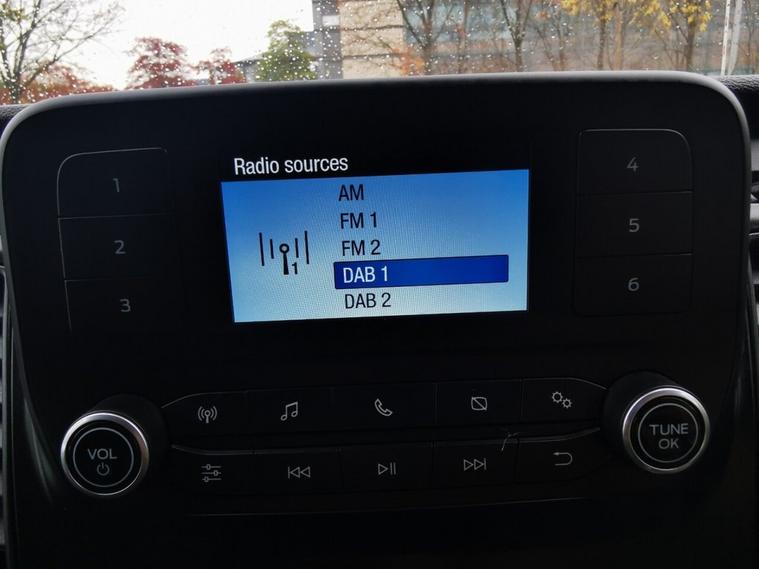 Radio sources
AM
FM 1
FM 2
DAB 1
DAB 2
1
1
2
3
4
5
6
VOL
TUNE
OK